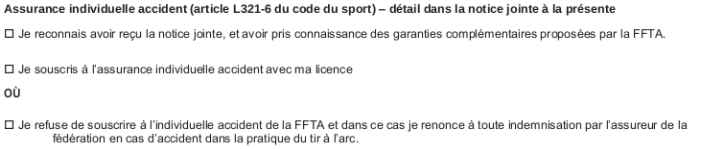 Assurance individuelle accident (article L321-6 du code du sport) – détail dans la notice jointe à la présente
☐ Je reconnais avoir reçu la notice jointe, et avoir pris connaissance des garanties complémentaires proposées par la FFTA.
☐ Je souscris à l'assurance individuelle accident avec ma licence
OÙ
☐ Je refuse de souscrire à l'individuelle accident de la FFTA et dans ce cas je renonce à toute indemnisation par l'assureur de la
fédération en cas d'accident dans la pratique du tir à l'arc.